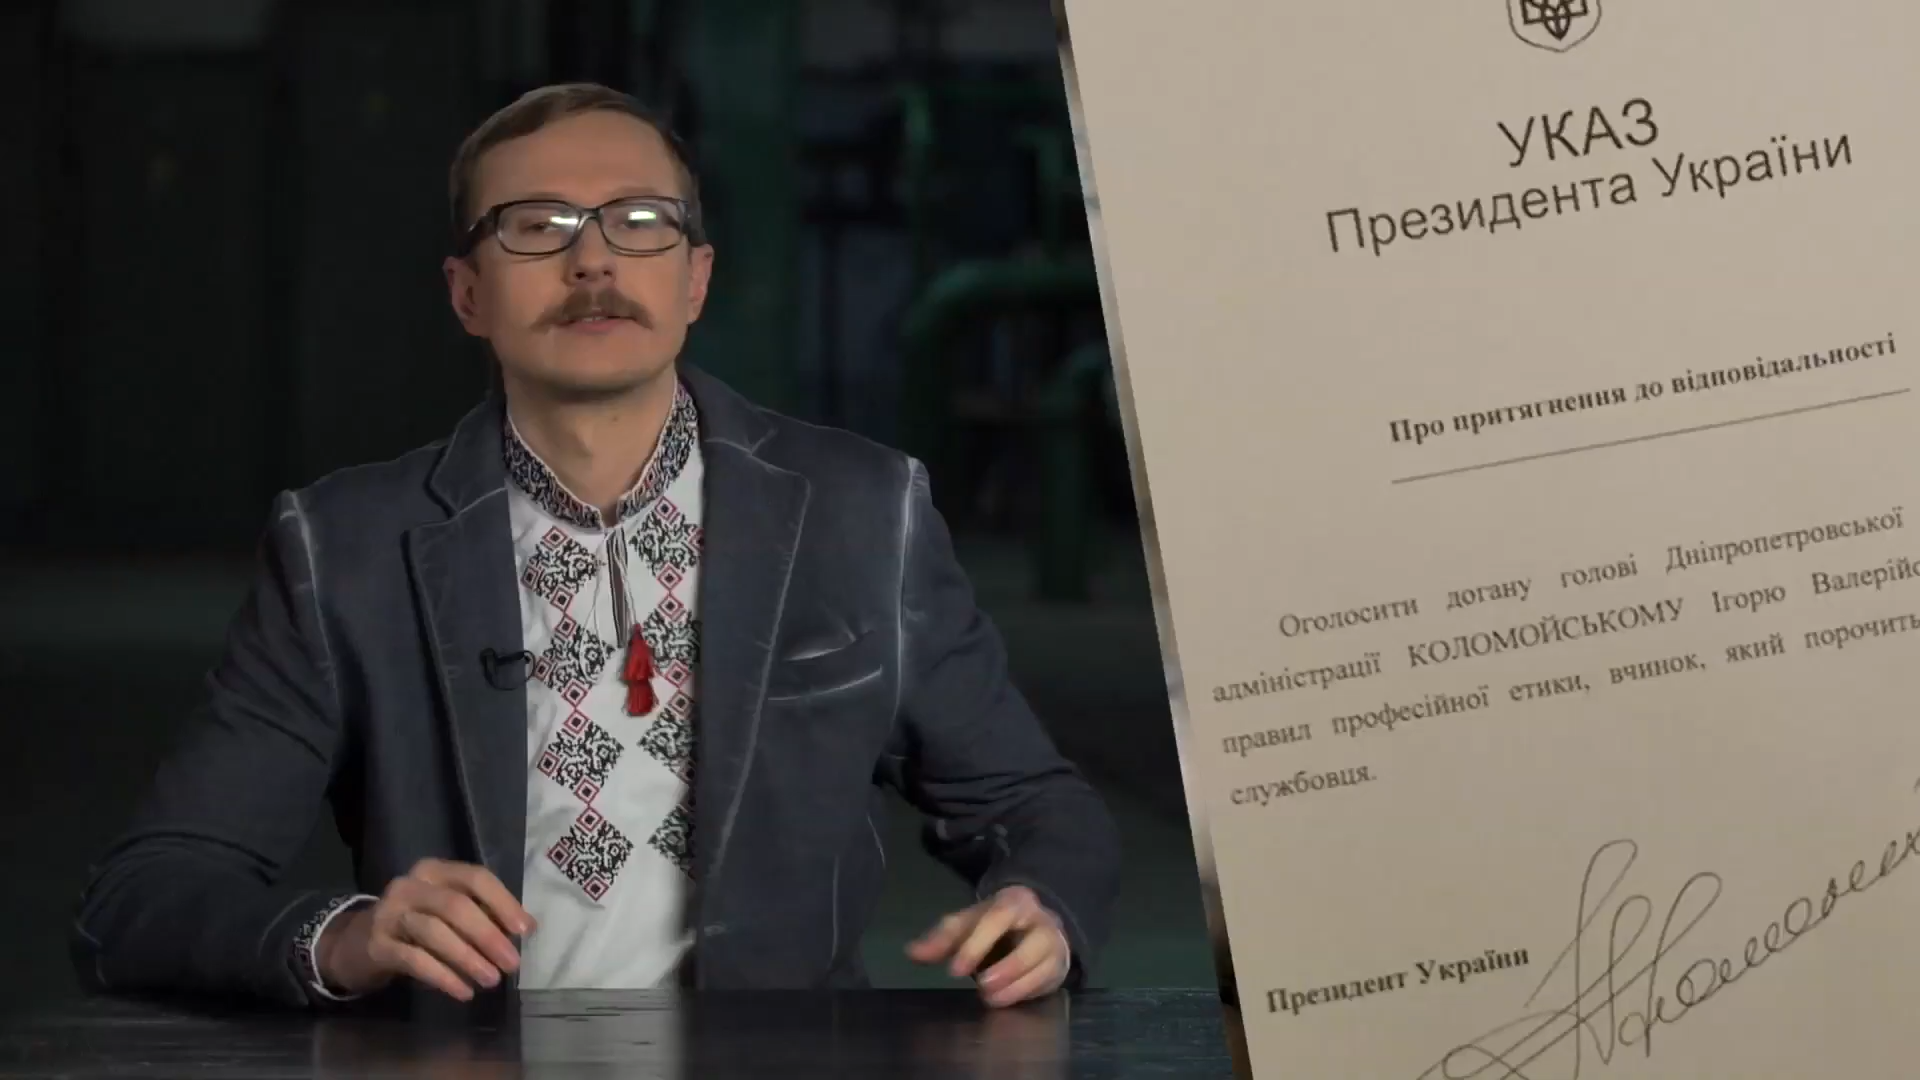 УКАЗ
Президента України
Про притягнення до відповідальності
Оголосити догану голові Дніпропетровської
адміністрації КОЛОМОЙСЬКОМУ Ігорю
правил професійної етики, вчинок, який порочить
службовця.
Президент України